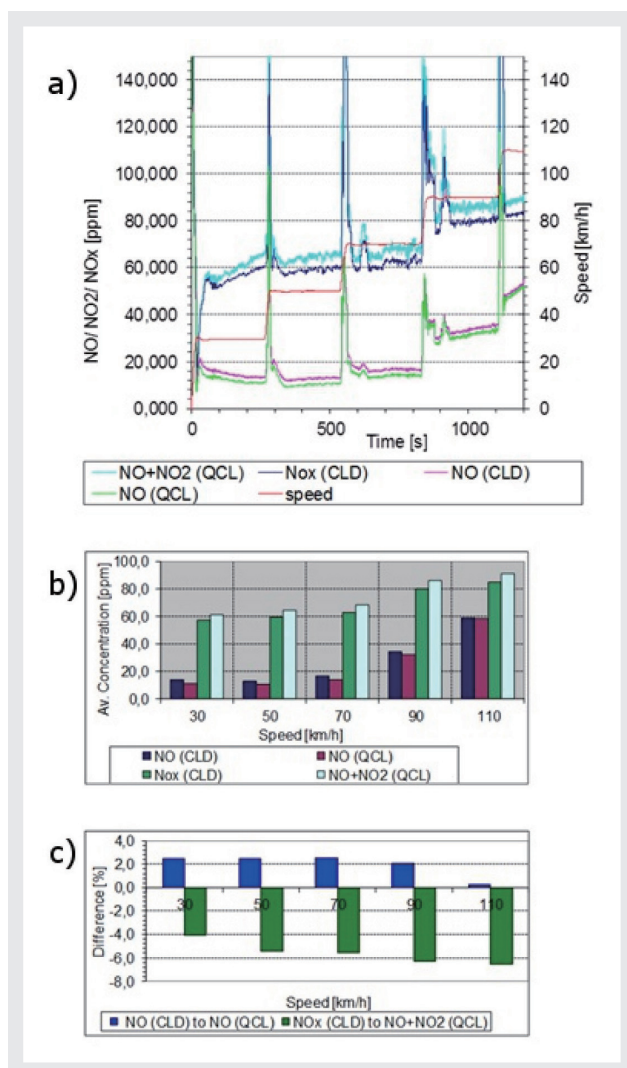 a)
140,000
120,000
100,000
80,000
60,000
40,000
20,000
0,000
NO/ NO2/ NOx [ppm]
140
120
100
80
60
40
20
0
Speed [km/h]
0 500 1000
Time [s]
NO+NO2 (QCL) Nox (CLD) NO (CLD)
NO (QCL) speed
b)
100,0
80,0
60,0
40,0
20,0
0,0
Av. Concentration [ppm]
30 50 70 90 110
Speed [km/h]
NO (CLD) NO (QCL)
Nox (CLD) NO+NO2 (QCL)
c)
4,0
2,0
0,0
-2,0
-4,0
-6,0
-8,0
Difference [%]
30 50 70 90 110
Speed [km/h]
NO (CLD) to NO (QCL) NOx (CLD) to NO+NO2 (QCL)